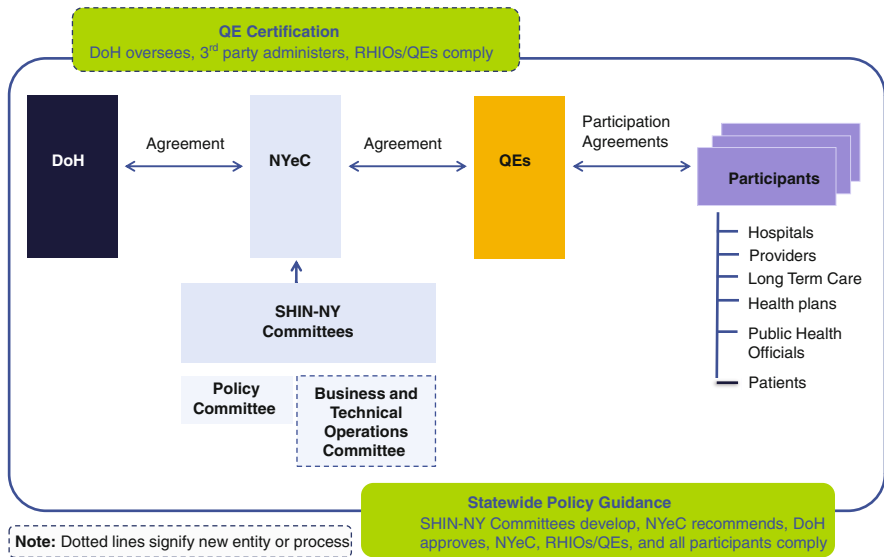 QE Certification
DoH oversees, 3rd party administers, RHIOs/QEs comply
DoH
Agreement
NYeC
Agreement
QEs
Participation
Agreements
Participants
Hospitals
Providers
Long Term Care
Health plans
Public Health
Officials
Patients
SHIN-NY
Committees
Policy
Committee
Business and
Technical
Operations
Committee
Statewide Policy Guidance
SHIN-NY Committees develop, NYeC recommends, DoH
approves, NYeC, RHIOs/QEs, and all participants comply
Note: Dotted lines signify new entity or process